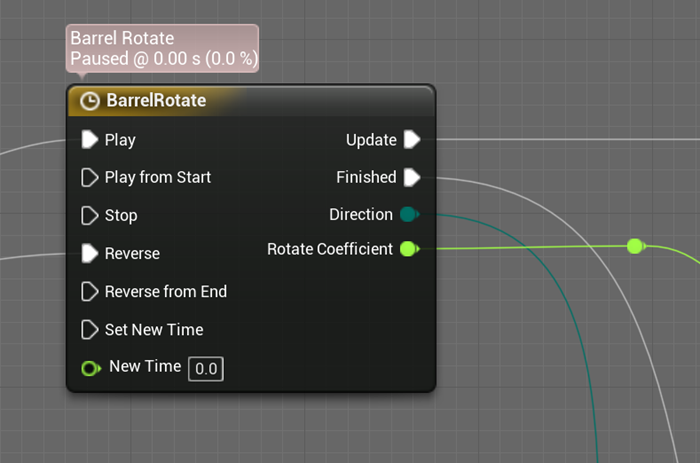 Barrel Rotate
Paused @ 0.00 s (0.0 %)
BarrelRotate
Play
Update
Play from Start
Finished
Stop
Direction
Reverse
Rotate Coefficient
Reverse from End
Set New Time
New Time 0.0